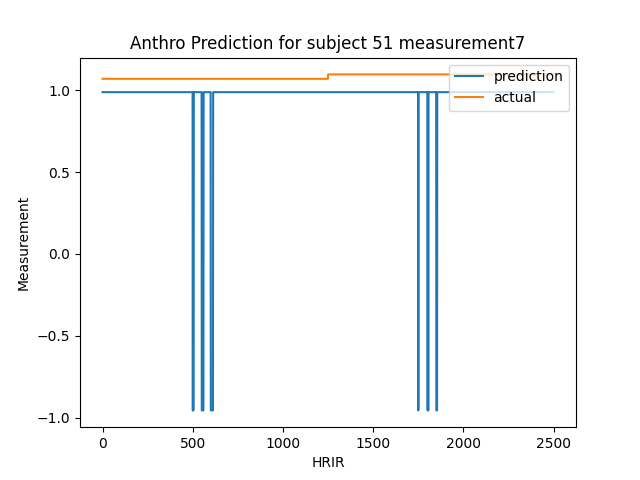 Anthro Prediction for subject 51 measurement7
prediction
actual
1.0
0.5
0.0
−0.5
−1.0
Measurement
0
500
1000
1500
2000
2500
HRIR